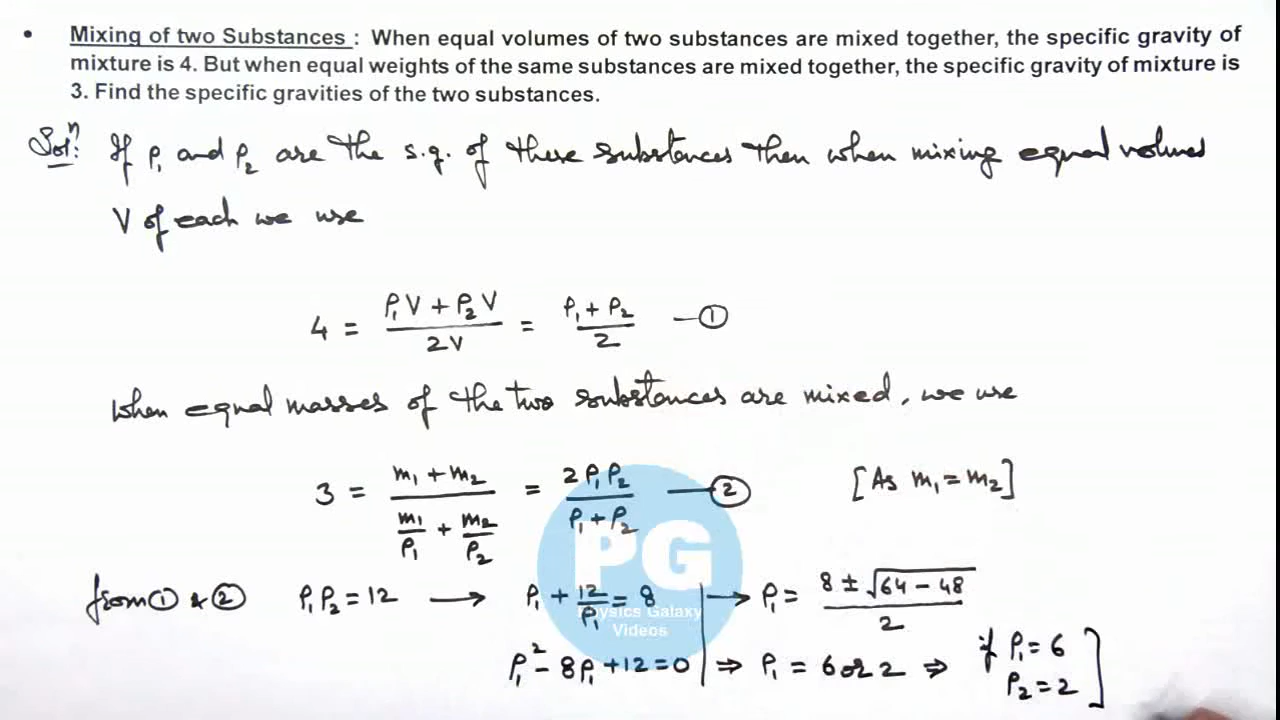 • Mixing of two Substances : When equal volumes of two substances are mixed together, the specific gravity of
mixture is 4. But when equal weights of the same substances are mixed together, the specific gravity of mixture is
3. Find the specific gravities of the two substances.
Solⁿ: If ρ₁ and ρ₂ are the s.g. of these substances then when mixing equal volumes
V of each we use
4 = (ρ₁V + ρ₂V)/2V = (ρ₁ + ρ₂)/2 —①
when equal masses of the two substances are mixed, we use
3 = (m₁ + m₂)/(m₁/ρ₁ + m₂/ρ₂) = 2ρ₁ρ₂/(ρ₁ + ρ₂) —② [As m₁ = m₂]
PG
Physics Galaxy
Videos
from ① & ② ρ₁ρ₂ = 12 → ρ₁ + 12/ρ₁ = 8 | → ρ₁ = (8 ± √(64 - 48))/2
ρ₁² - 8ρ₁ + 12 = 0 | ⇒ ρ₁ = 6 or 2 ⇒ if ρ₁ = 6
ρ₂ = 2 ]